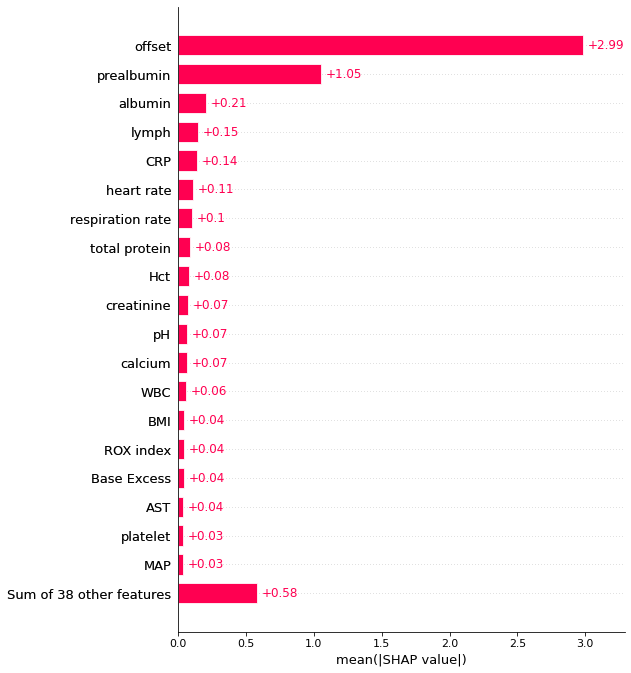 offset +2.99
prealbumin +1.05
albumin +0.21
lymph +0.15
CRP +0.14
heart rate +0.11
respiration rate +0.1
total protein +0.08
Hct +0.08
creatinine +0.07
pH +0.07
calcium +0.07
WBC +0.06
BMI +0.04
ROX index +0.04
Base Excess +0.04
AST +0.04
platelet +0.03
MAP +0.03
Sum of 38 other features +0.58
0.0 0.5 1.0 1.5 2.0 2.5 3.0
mean(|SHAP value|)